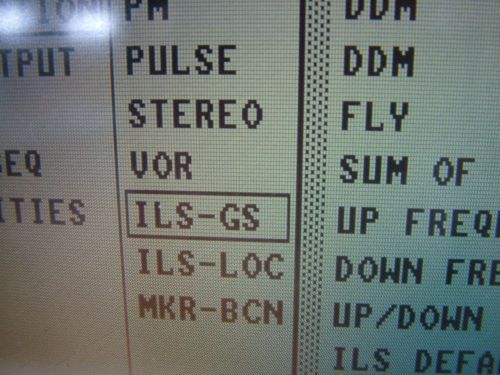 ION
PM
DDM
TPUT
PULSE
DDM
STEREO
FLY
EQ
VOR
SUM OF
ITIES
ILS-GS
UP FREQ
ILS-LOC
DOWN FRE
MKR-BCN
UP/DOWN
ILS DEFA